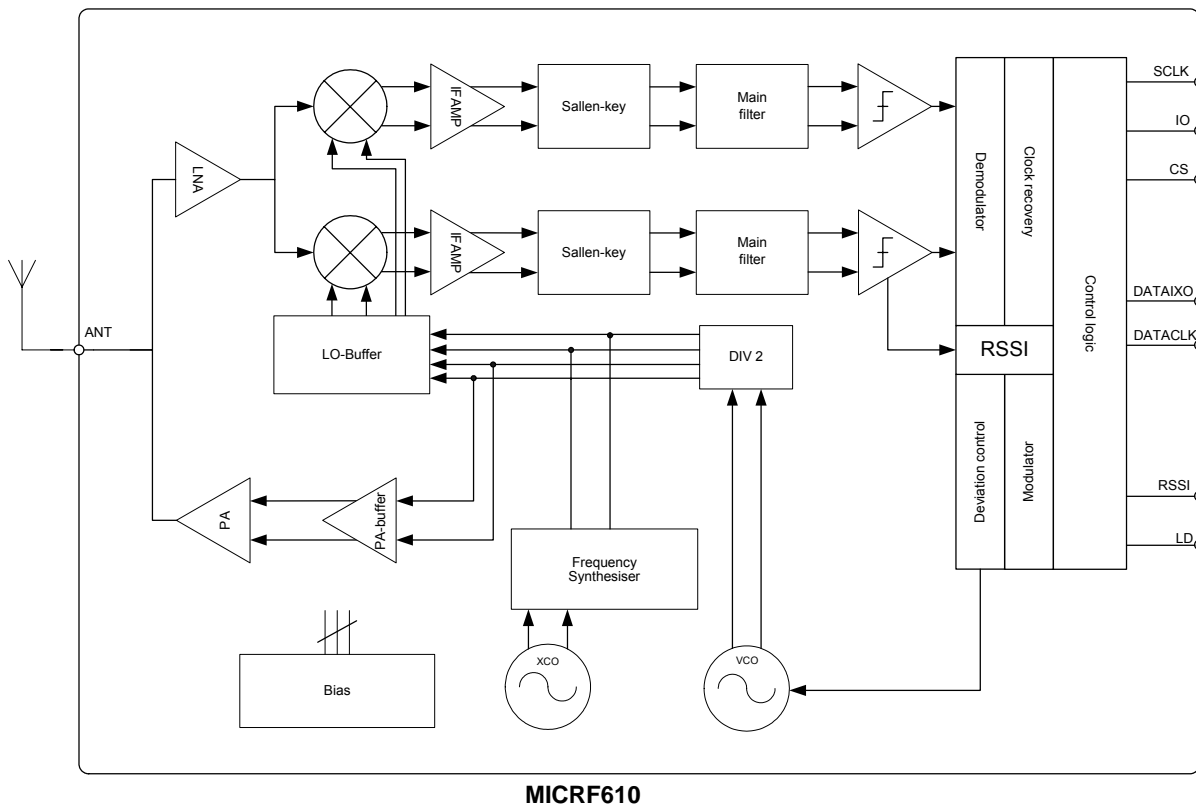 SCLK
IO
CS
DATAIXO
DATACLK
RSSI
LD
IFAMP
Sallen-key
Main
filter
LNA
IFAMP
Sallen-key
Main
filter
Demodulator
Clock recovery
Control logic
RSSI
Deviation control
Modulator
ANT
LO-Buffer
DIV 2
PA
PA-buffer
Frequency
Synthesiser
XCO
VCO
Bias
MICRF610